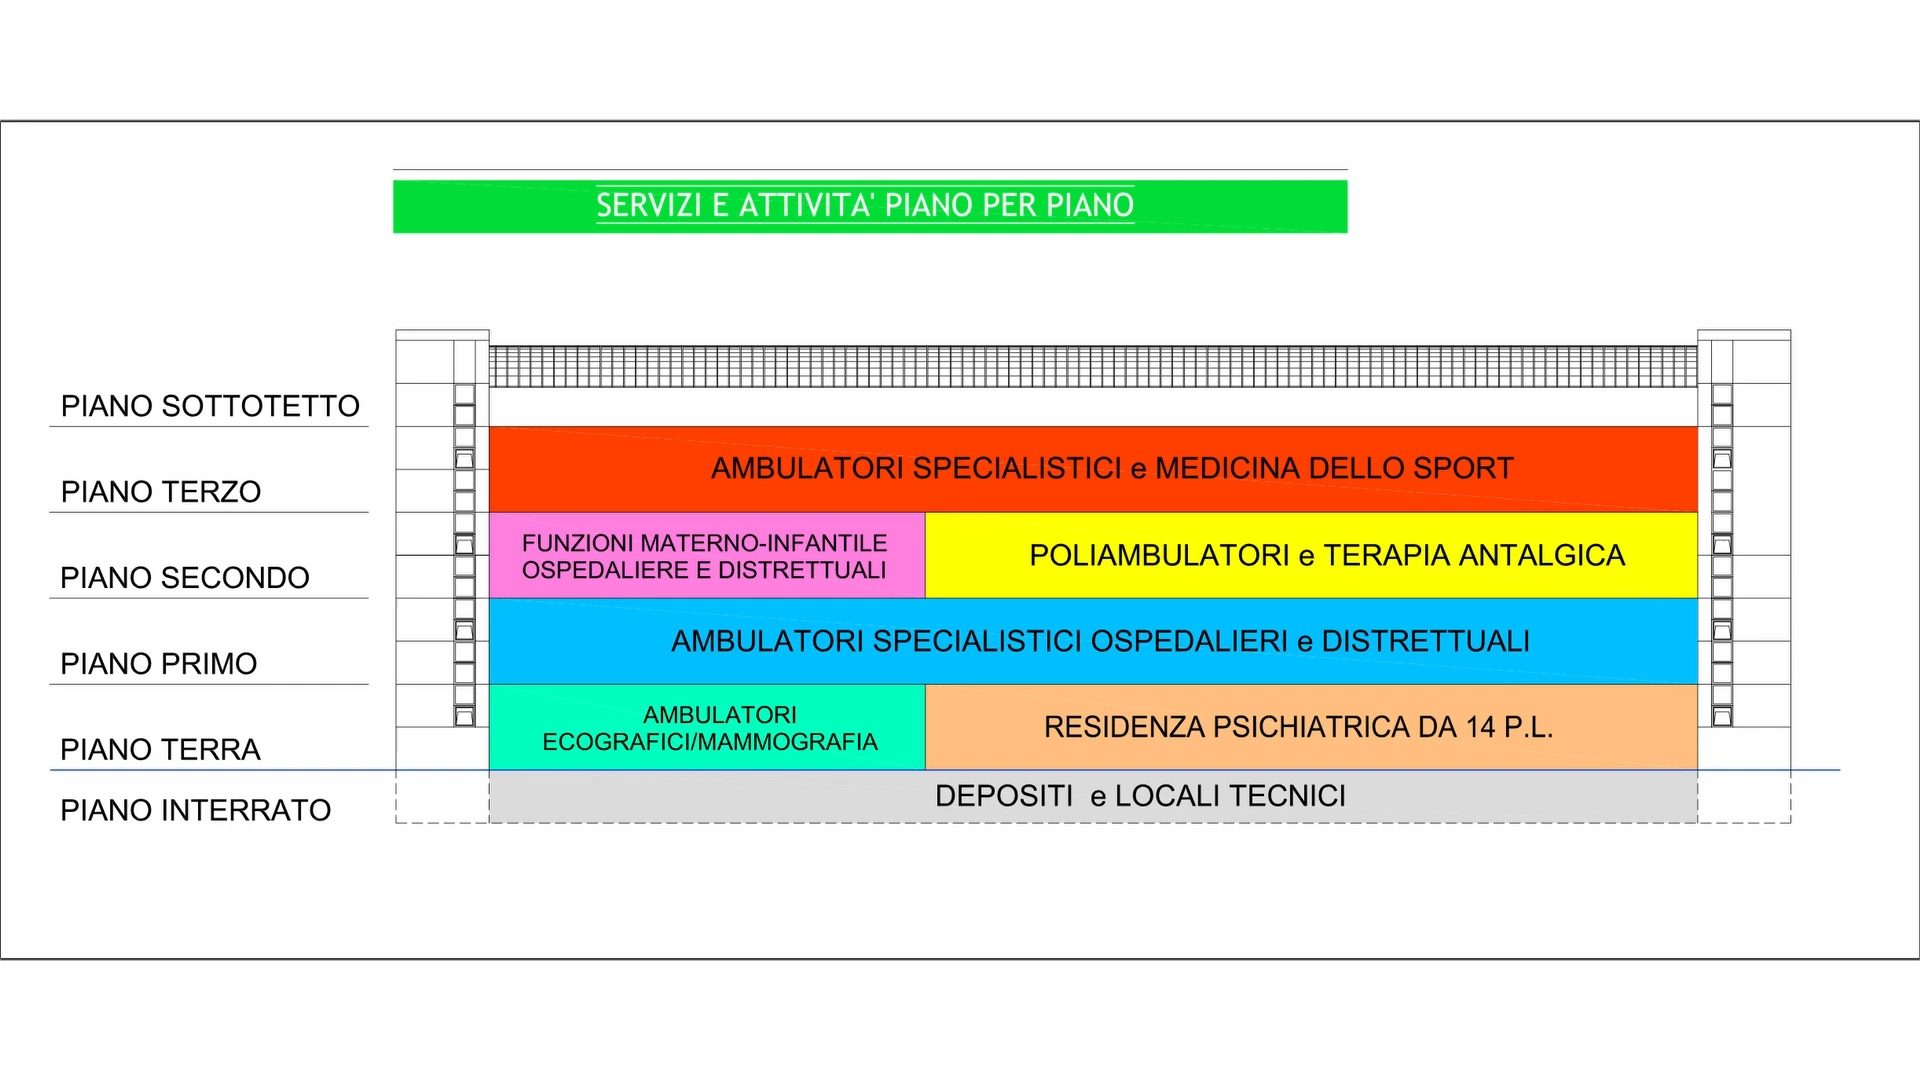 SERVIZI E ATTIVITA' PIANO PER PIANO
PIANO SOTTOTETTO
PIANO TERZO
AMBULATORI SPECIALISTICI e MEDICINA DELLO SPORT
PIANO SECONDO
FUNZIONI MATERNO-INFANTILE
OSPEDALIERE E DISTRETTUALI
POLIAMBULATORI e TERAPIA ANTALGICA
PIANO PRIMO
AMBULATORI SPECIALISTICI OSPEDALIERI e DISTRETTUALI
PIANO TERRA
AMBULATORI
ECOGRAFICI/MAMMOGRAFIA
RESIDENZA PSICHIATRICA DA 14 P.L.
PIANO INTERRATO
DEPOSITI e LOCALI TECNICI